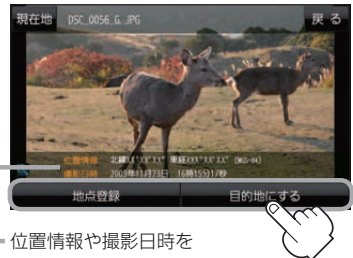 現在地 DSC_0056_G.JPG 戻る
位置情報 北緯XX°XX'XX" 東経XXX°XX'XX" (WGS-84)
撮影日時 2009年11月23日 16時15分17秒
地点登録 目的地にする
位置情報や撮影日時を